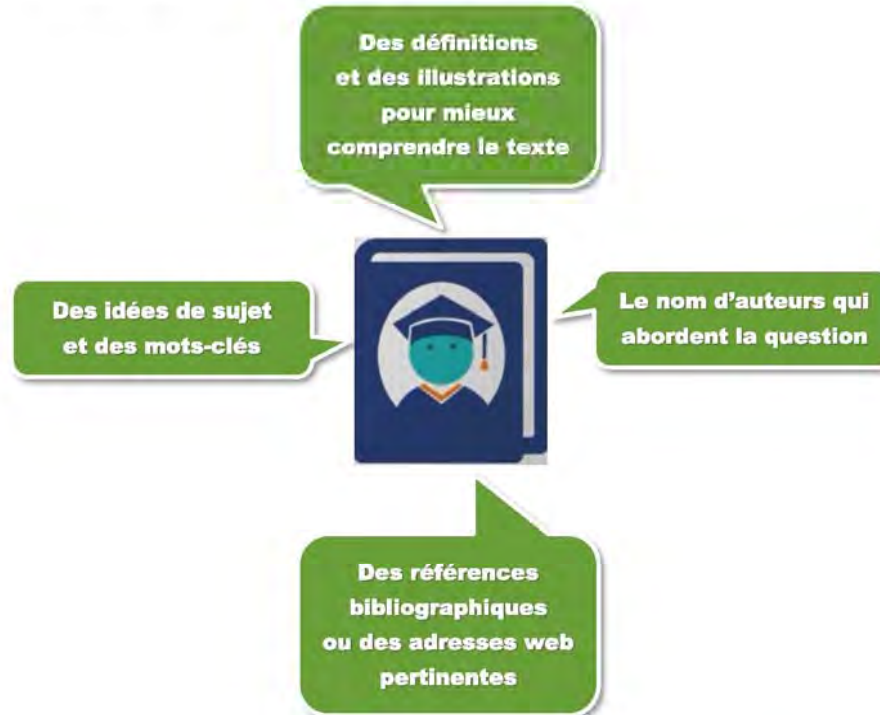 Des définitions
et des illustrations
pour mieux
comprendre le texte
Des idées de sujet
et des mots-clés
Le nom d'auteurs qui
abordent la question
Des références
bibliographiques
ou des adresses web
pertinentes